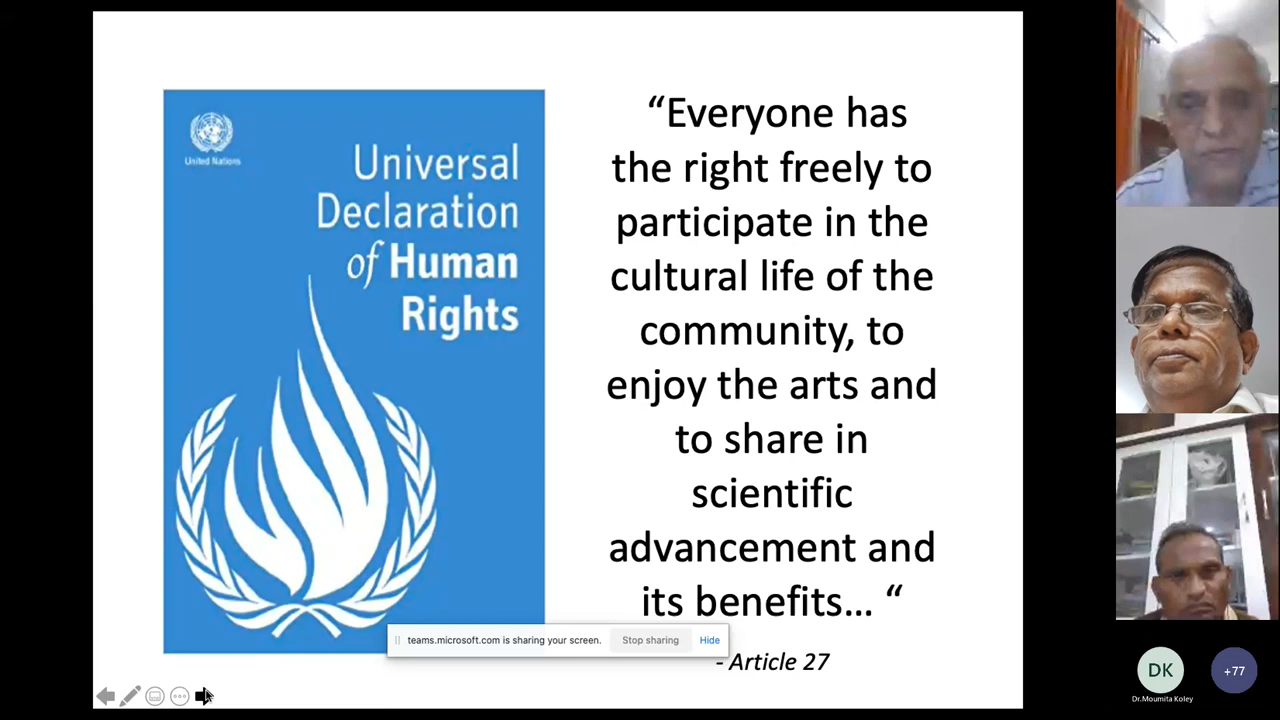 United Nations
Universal
Declaration
of Human
Rights
“Everyone has
the right freely to
participate in the
cultural life of the
community, to
enjoy the arts and
to share in
scientific
advancement and
its benefits... “
- Article 27
teams.microsoft.com is sharing your screen.
Stop sharing
Hide
DK
Dr.Moumita Koley
+77